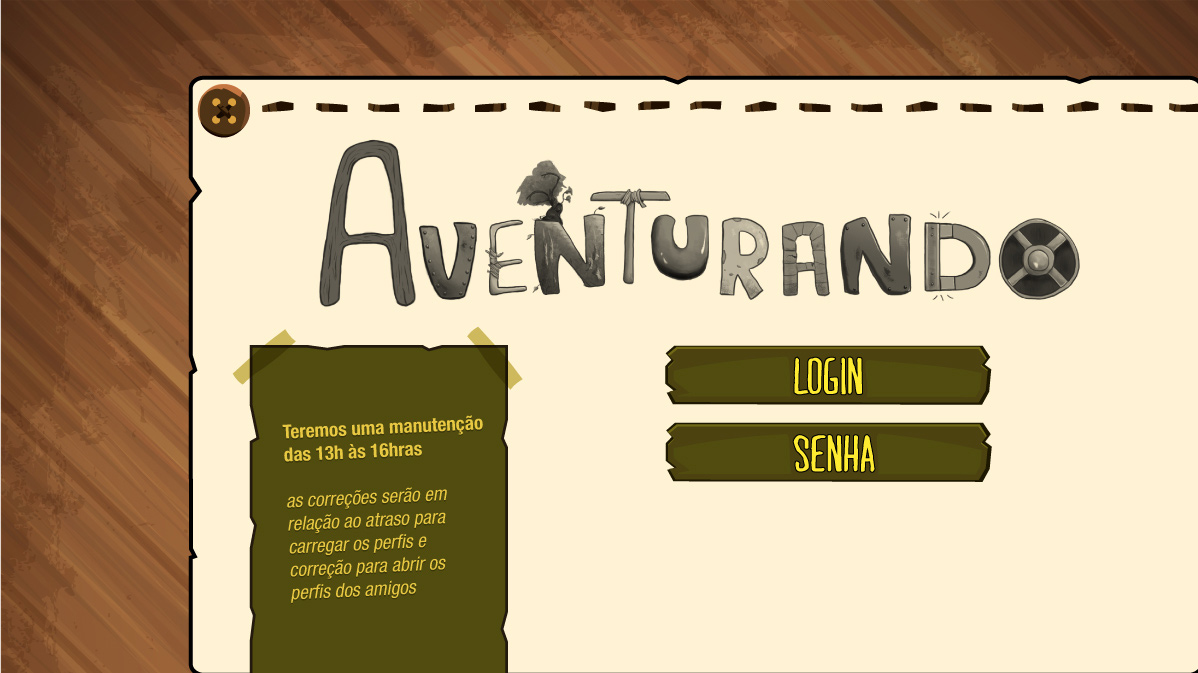 AVENTURANDO
Teremos uma manutenção
das 13h às 16hras
as correções serão em
relação ao atraso para
carregar os perfis e
correção para abrir os
perfis dos amigos
LOGIN
SENHA